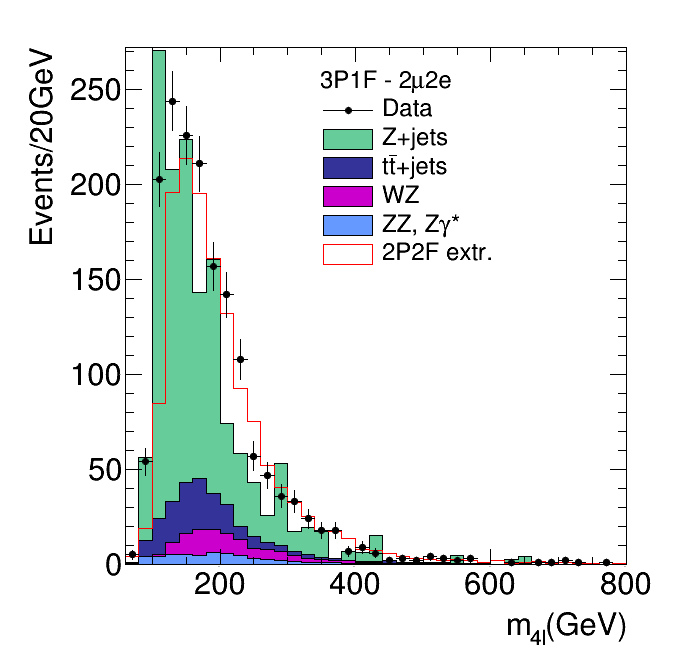 Events/20GeV
250
200
150
100
50
0
3P1F - 2μ2e
Data
Z+jets
tt̄+jets
WZ
ZZ, Zγ*
2P2F extr.
200 400 600 800
m4l(GeV)